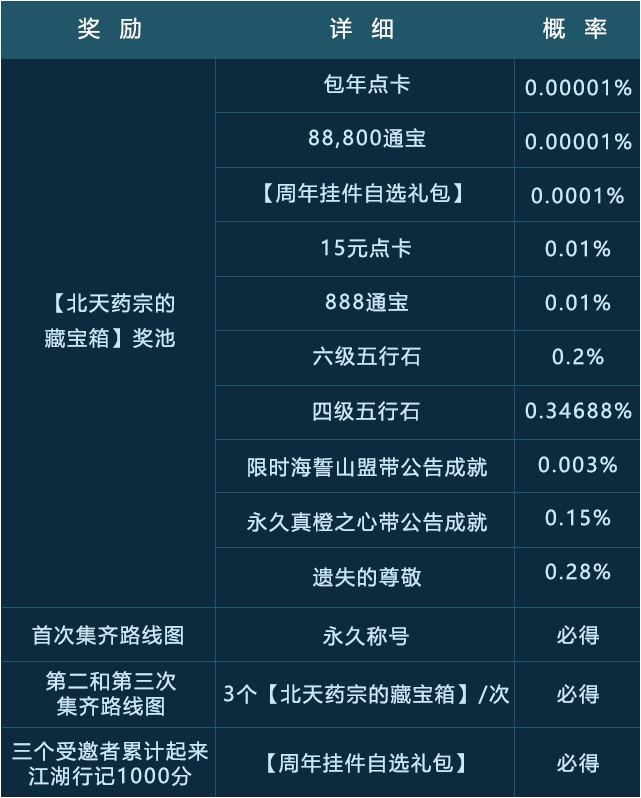 奖 励 详 细 概 率
包年点卡 0.00001%
88,800通宝 0.00001%
【周年挂件自选礼包】 0.0001%
15元点卡 0.01%
888通宝 0.01%
【北天药宗的
藏宝箱】奖池
六级五行石 0.2%
四级五行石 0.34688%
限时海誓山盟带公告成就 0.003%
永久真橙之心带公告成就 0.15%
遗失的尊敬 0.28%
首次集齐路线图 永久称号 必得
第二和第三次
集齐路线图
3个【北天药宗的藏宝箱】/次 必得
三个受邀者累计起来
江湖行记1000分
【周年挂件自选礼包】 必得